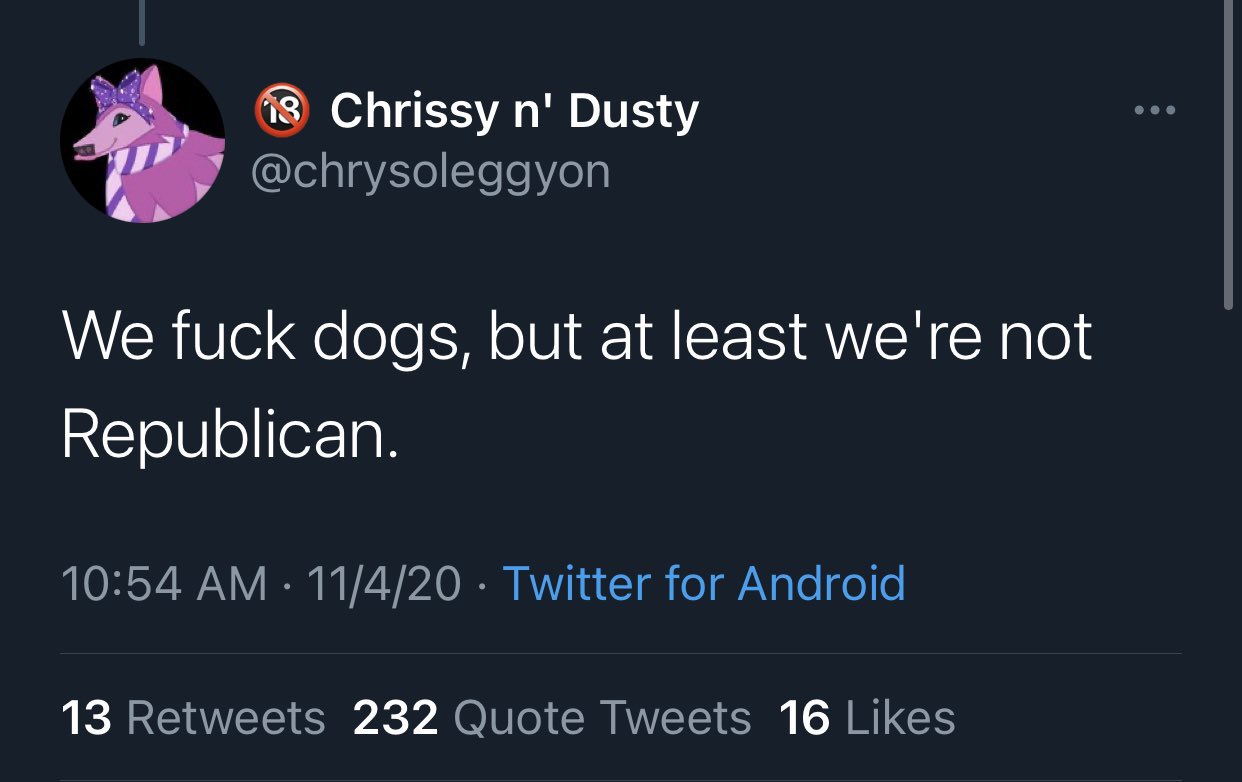 🔞 Chrissy n' Dusty
@chrysoleggyon
We fuck dogs, but at least we're not
Republican.
10:54 AM · 11/4/20 · Twitter for Android
13 Retweets 232 Quote Tweets 16 Likes